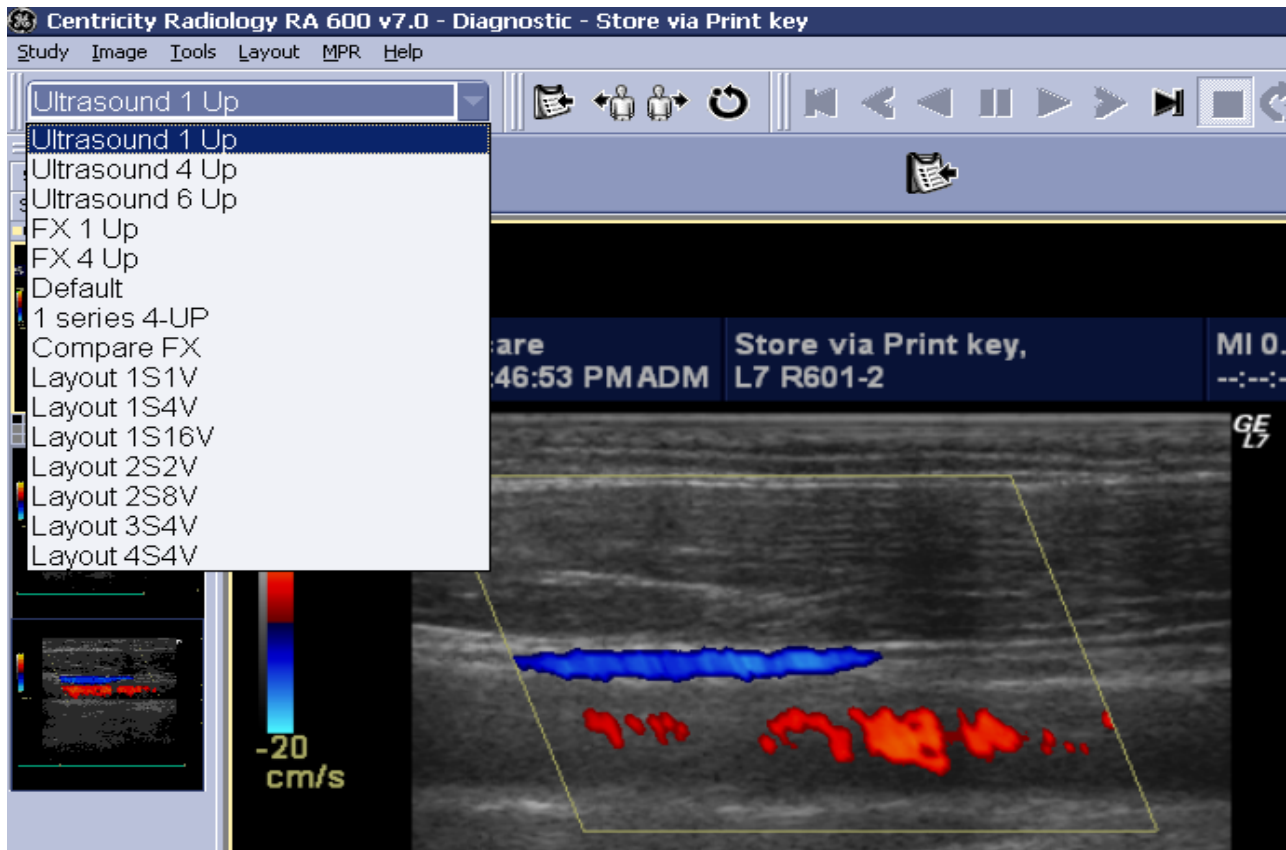 Centricity Radiology RA 600 v7.0 - Diagnostic - Store via Print key
Study Image Tools Layout MPR Help
Ultrasound 1 Up
Ultrasound 1 Up
Ultrasound 4 Up
Ultrasound 6 Up
FX 1 Up
FX 4 Up
Default
1 series 4-UP
Compare FX
Layout 1S1V
Layout 1S4V
Layout 1S16V
Layout 2S2V
Layout 2S8V
Layout 3S4V
Layout 4S4V
are Store via Print key, MI 0.
:46:53 PM ADM L7 R601-2 --:--:-
GE
L7
-20
cm/s